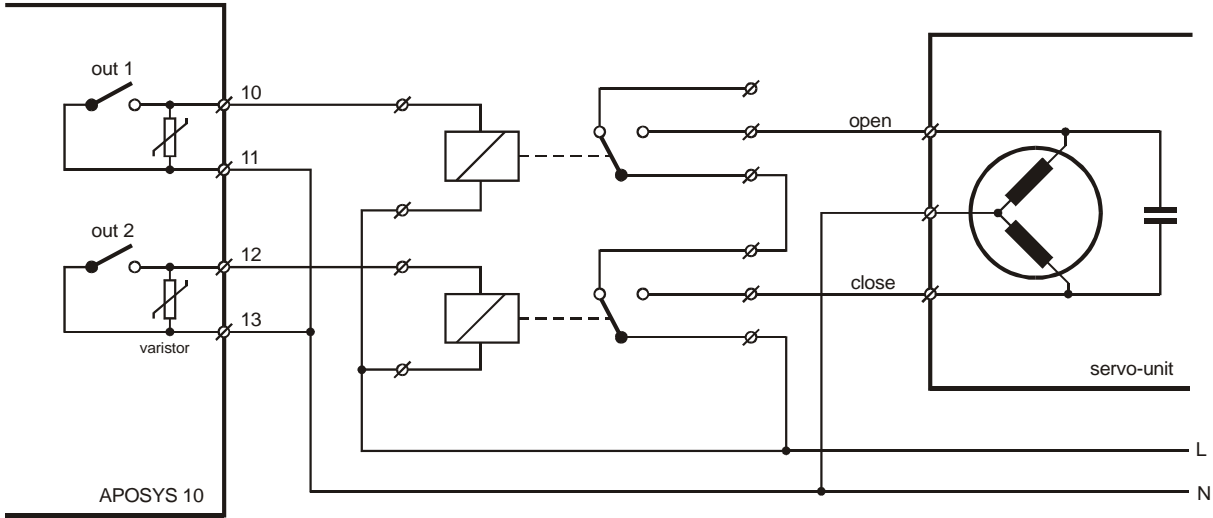 out 1
10
11
open
out 2
12
close
13
varistor
servo-unit
L
APOSYS 10
N